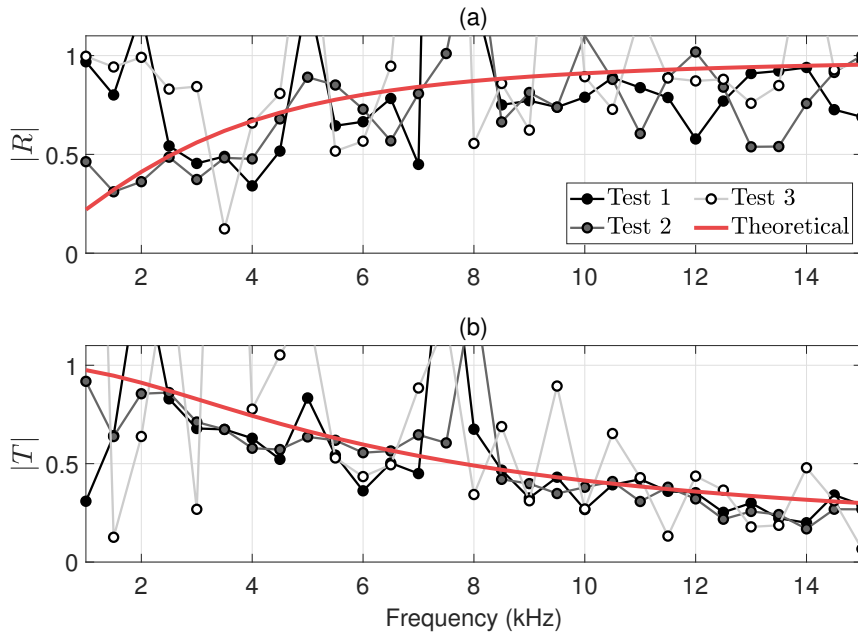 (a)
1
0.5
0
|R|
2 4 6 8 10 12 14
Test 1 Test 3
Test 2 Theoretical
(b)
1
0.5
0
|T|
2 4 6 8 10 12 14
Frequency (kHz)